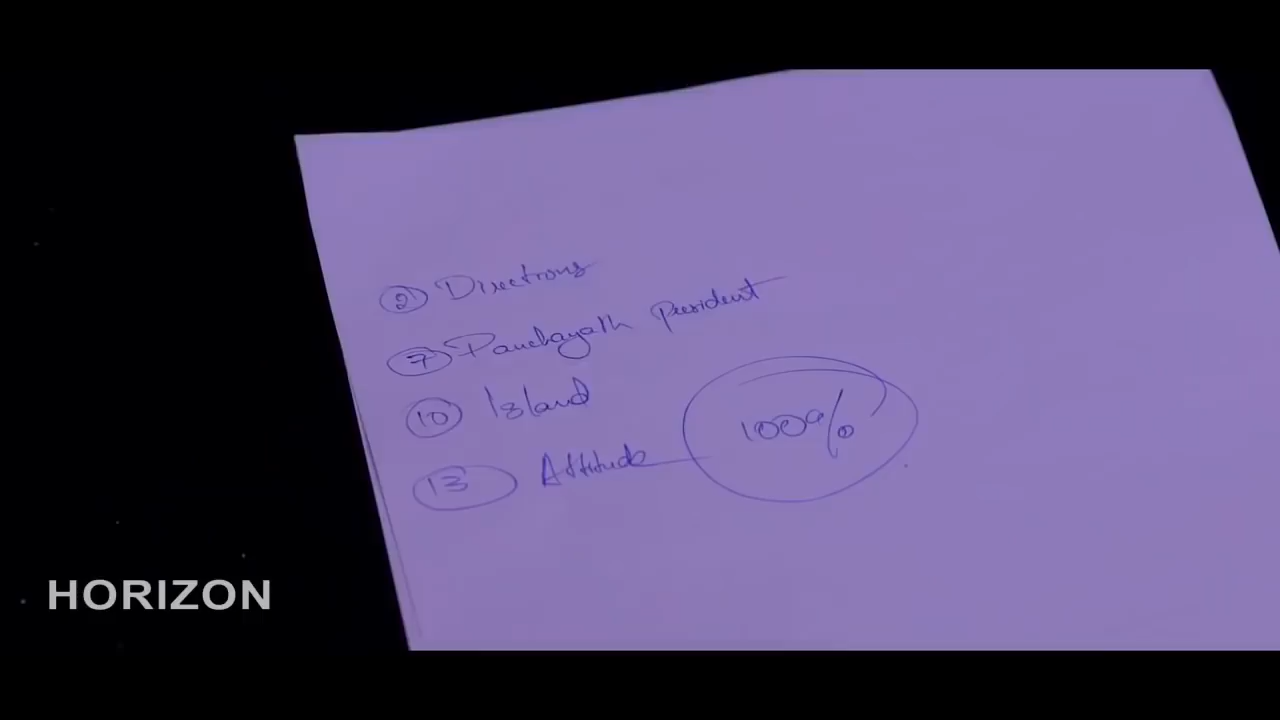 2 Directions
7 Panchayath president
10 Island
13 Attitude 100%
HORIZON